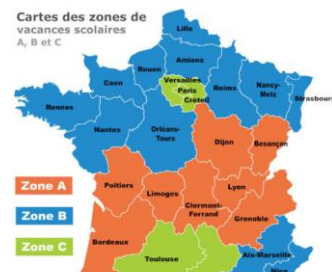 Cartes des zones de
vacances scolaires
A, B et C
Lille
Amiens
Rouen
Caen
Versailles
Paris
Créteil
Reims
Nancy-
Metz
Strasbourg
Rennes
Nantes
Orléans-
Tours
Dijon
Besançon
Zone A
Poitiers
Limoges
Clermont-
Ferrand
Lyon
Zone B
Grenoble
Zone C
Bordeaux
Toulouse
Aix-Marseille
Nice